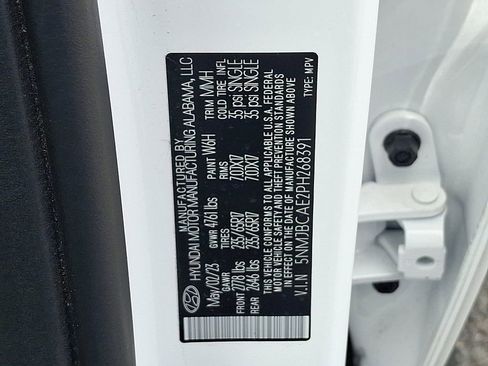 HYUNDAI MOTOR MANUFACTURING ALABAMA, LLC
*MANUFACTURED BY
May/02/23 GVWR 4761 lbs PAINT W6H TRIM MMH
GAWR TIRES RIMS COLD TIRE INFL
FRONT 2778 lbs 235/65R17 7.0JX17 35 psi SINGLE
REAR 2646 lbs 235/65R17 7.0JX17 35 psi SINGLE
THIS VEHICLE CONFORMS TO ALL APPLICABLE U.S.A. FEDERAL
MOTOR VEHICLE SAFETY AND THEFT PREVENTION STANDARDS
IN EFFECT ON THE DATE OF MANUFACTURE SHOWN ABOVE
V.I.N 5NMJBCAE2PH268391 TYPE: MPV